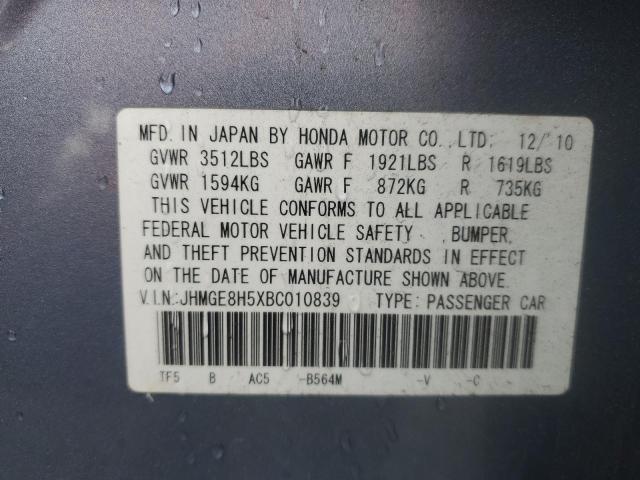 MFD. IN JAPAN BY HONDA MOTOR CO., LTD. 12/10
GVWR 3512LBS GAWR F 1921LBS R 1619LBS
GVWR 1594KG GAWR F 872KG R 735KG
THIS VEHICLE CONFORMS TO ALL APPLICABLE
FEDERAL MOTOR VEHICLE SAFETY , BUMPER,
AND THEFT PREVENTION STANDARDS IN EFFECT
ON THE DATE OF MANUFACTURE SHOWN ABOVE.
V.I.N:JHMGE8H5XBC010839 TYPE: PASSENGER CAR
TF5 B AC5 -B564M -V -C